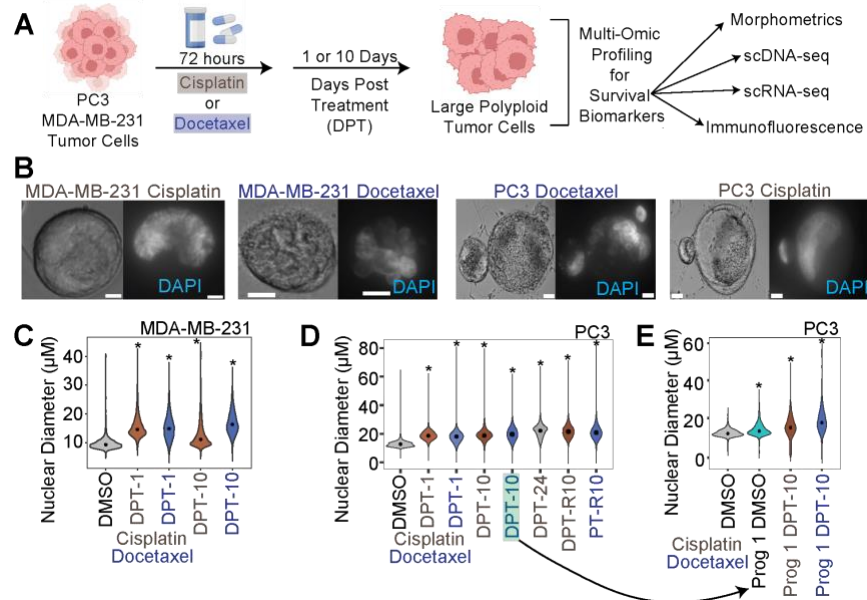 A
72 hours
Cisplatin
or
Docetaxel
PC3
MDA-MB-231
Tumor Cells
1 or 10 Days
Days Post
Treatment
(DPT)
Large Polyploid
Tumor Cells
Multi-Omic
Profiling
for
Survival
Biomarkers
Morphometrics
scDNA-seq
scRNA-seq
Immunofluorescence
B
MDA-MB-231 Cisplatin
MDA-MB-231 Docetaxel
PC3 Docetaxel
PC3 Cisplatin
DAPI
DAPI
DAPI
DAPI
C
MDA-MB-231
Nuclear Diameter (µM)
40
30
20
10
*
*
*
*
DMSO
DPT-1
DPT-1
DPT-10
DPT-10
Cisplatin
Docetaxel
D
PC3
Nuclear Diameter (µM)
80
60
40
20
0
*
*
*
*
*
*
*
DMSO
DPT-1
DPT-1
DPT-10
DPT-10
DPT-24
DPT-R10
PT-R10
Cisplatin
Docetaxel
E
PC3
Nuclear Diameter (µM)
60
40
20
0
*
*
*
DMSO
Prog 1 DMSO
Prog 1 DPT-10
Prog 1 DPT-10
Cisplatin
Docetaxel